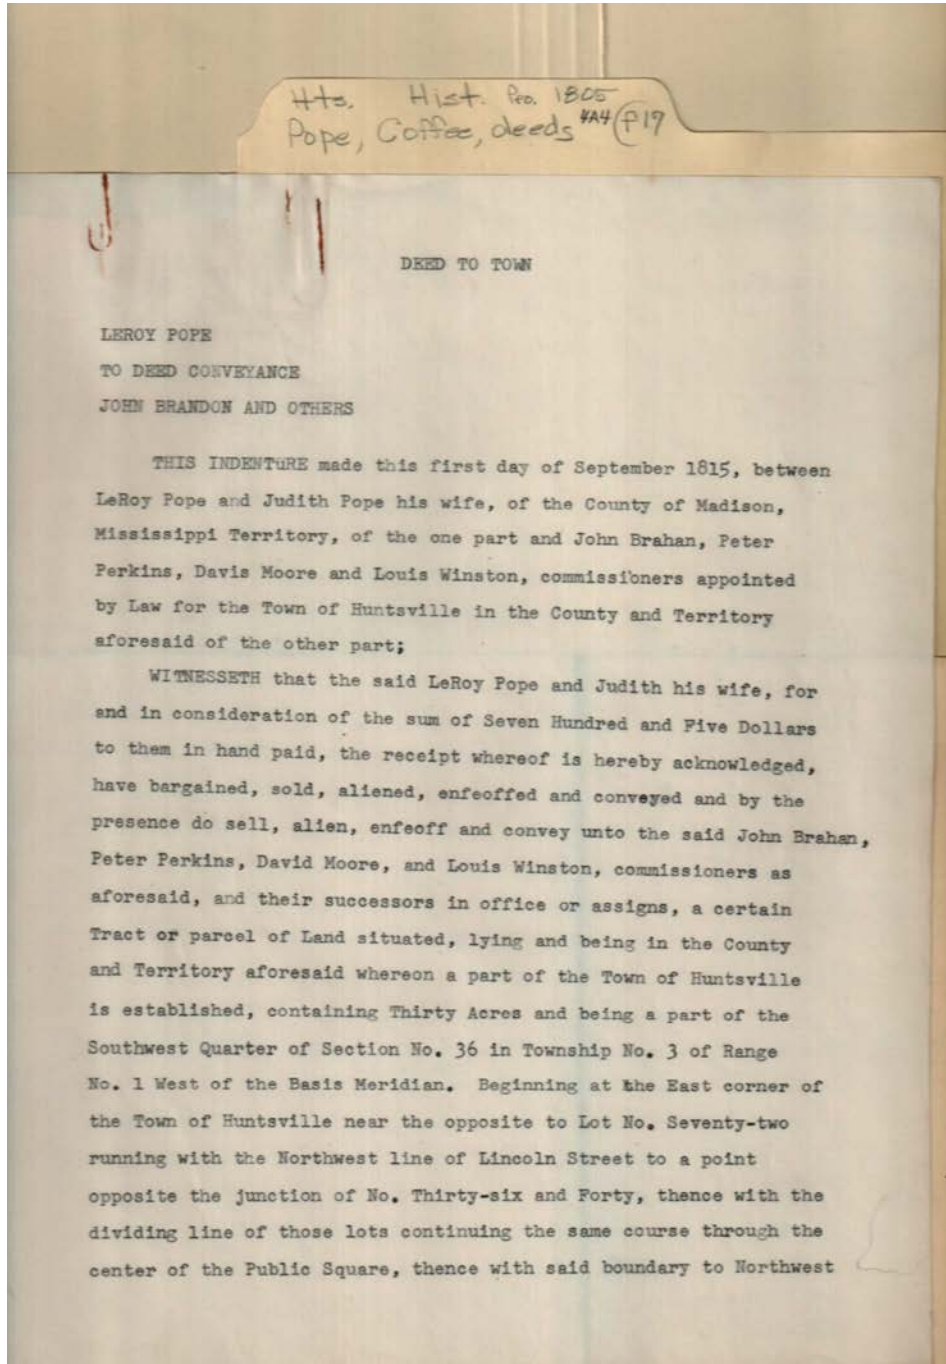 Hts. Hist. Pro. 1805
Pope, Coffee, deeds 4A4 P19
DEED TO TOWN
LEROY POPE
TO DEED CONVEYANCE
JOHN BRANDON AND OTHERS
THIS INDENTuRE made this first day of September 1815, between
LeRoy Pope and Judith Pope his wife, of the County of Madison,
Mississippi Territory, of the one part and John Brahan, Peter
Perkins, Davis Moore and Louis Winston, commissioners appointed
by Law for the Town of Huntsville in the County and Territory
aforesaid of the other part;
WITNESSETH that the said LeRoy Pope and Judith his wife, for
and in consideration of the sum of Seven Hundred and Five Dollars
to them in hand paid, the receipt whereof is hereby acknowledged,
have bargained, sold, aliened, enfeoffed and conveyed and by the
presence do sell, alien, enfeoff and convey unto the said John Brahan,
Peter Perkins, David Moore, and Louis Winston, commissioners as
aforesaid, and their successors in office or assigns, a certain
Tract or parcel of Land situated, lying and being in the County
and Territory aforesaid whereon a part of the Town of Huntsville
is established, containing Thirty Acres and being a part of the
Southwest Quarter of Section No. 36 in Township No. 3 of Range
No. 1 West of the Basis Meridian. Beginning at the East corner of
the Town of Huntsville near the opposite to Lot No. Seventy-two
running with the Northwest line of Lincoln Street to a point
opposite the junction of No. Thirty-six and Forty, thence with the
dividing line of those lots continuing the same course through the
center of the Public Square, thence with said boundary to Northwest